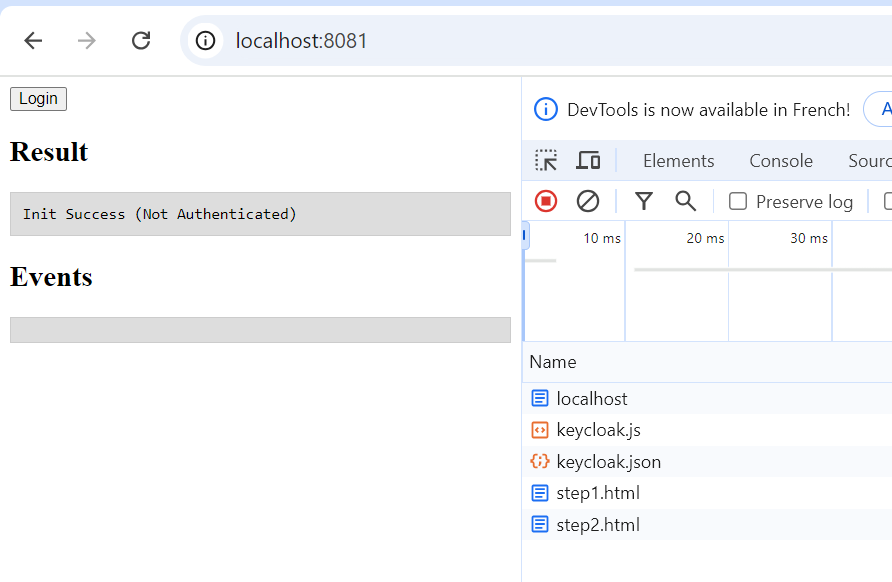 localhost:8081
Login
Result
Init Success (Not Authenticated)
Events
DevTools is now available in French!
Elements Console Sourc
Preserve log
10 ms 20 ms 30 ms
Name
localhost
keycloak.js
keycloak.json
step1.html
step2.html